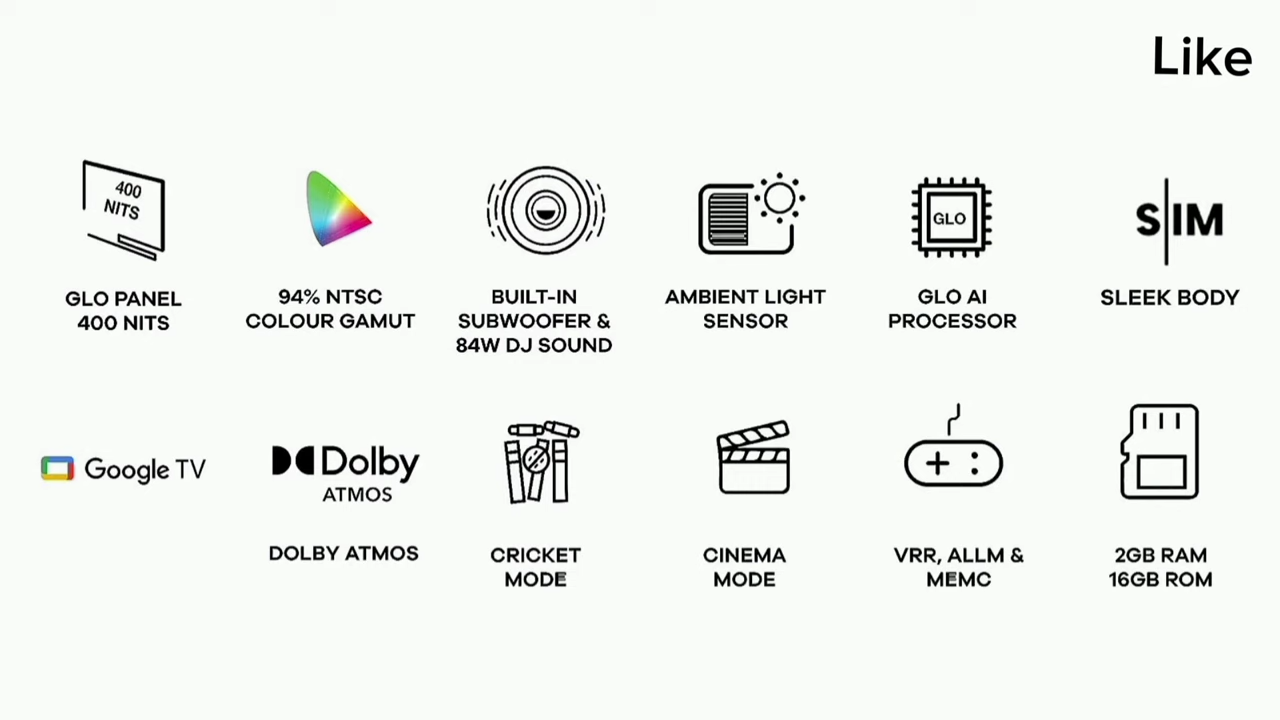 Like
400
NITS
GLO
S|IM
GLO PANEL
400 NITS
94% NTSC
COLOUR GAMUT
BUILT-IN
SUBWOOFER &
84W DJ SOUND
AMBIENT LIGHT
SENSOR
GLO AI
PROCESSOR
SLEEK BODY
Google TV
Dolby
ATMOS
DOLBY ATMOS
CRICKET
MODE
CINEMA
MODE
VRR, ALLM &
MEMC
2GB RAM
16GB ROM